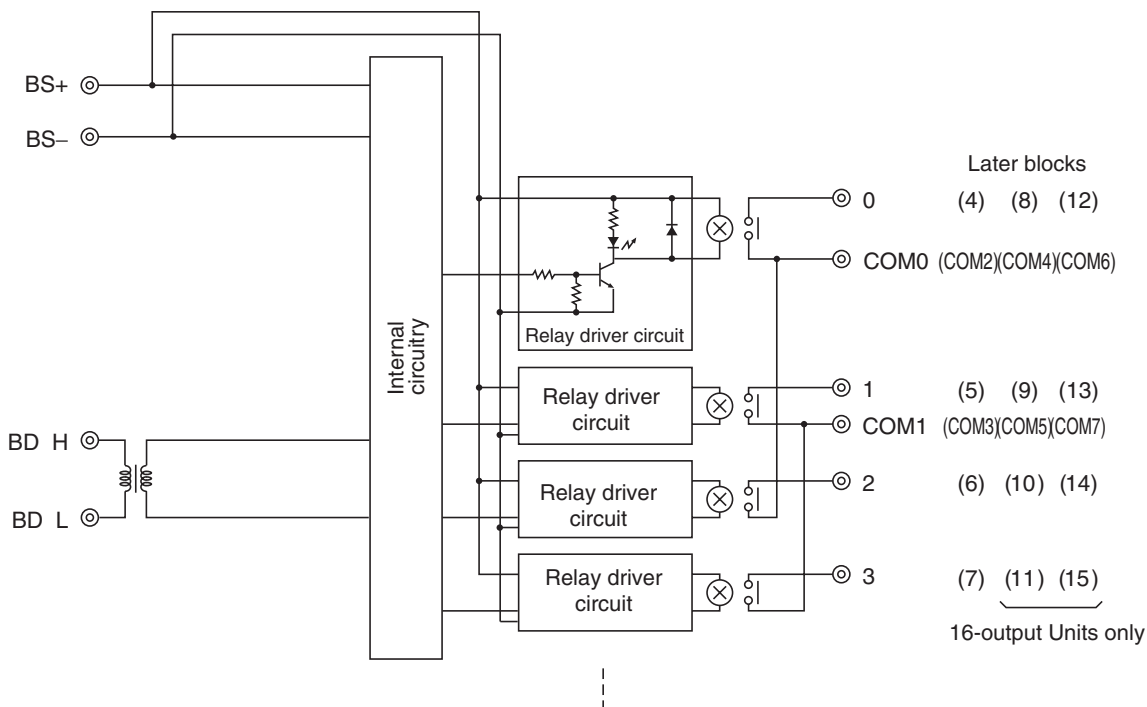 BS+
BS–
Later blocks
0 (4) (8) (12)
COM0 (COM2)(COM4)(COM6)
Relay driver circuit
Internal
circuitry
Relay driver
circuit
1 (5) (9) (13)
COM1 (COM3)(COM5)(COM7)
BD H
BD L
Relay driver
circuit
2 (6) (10) (14)
Relay driver
circuit
3 (7) (11) (15)
16-output Units only